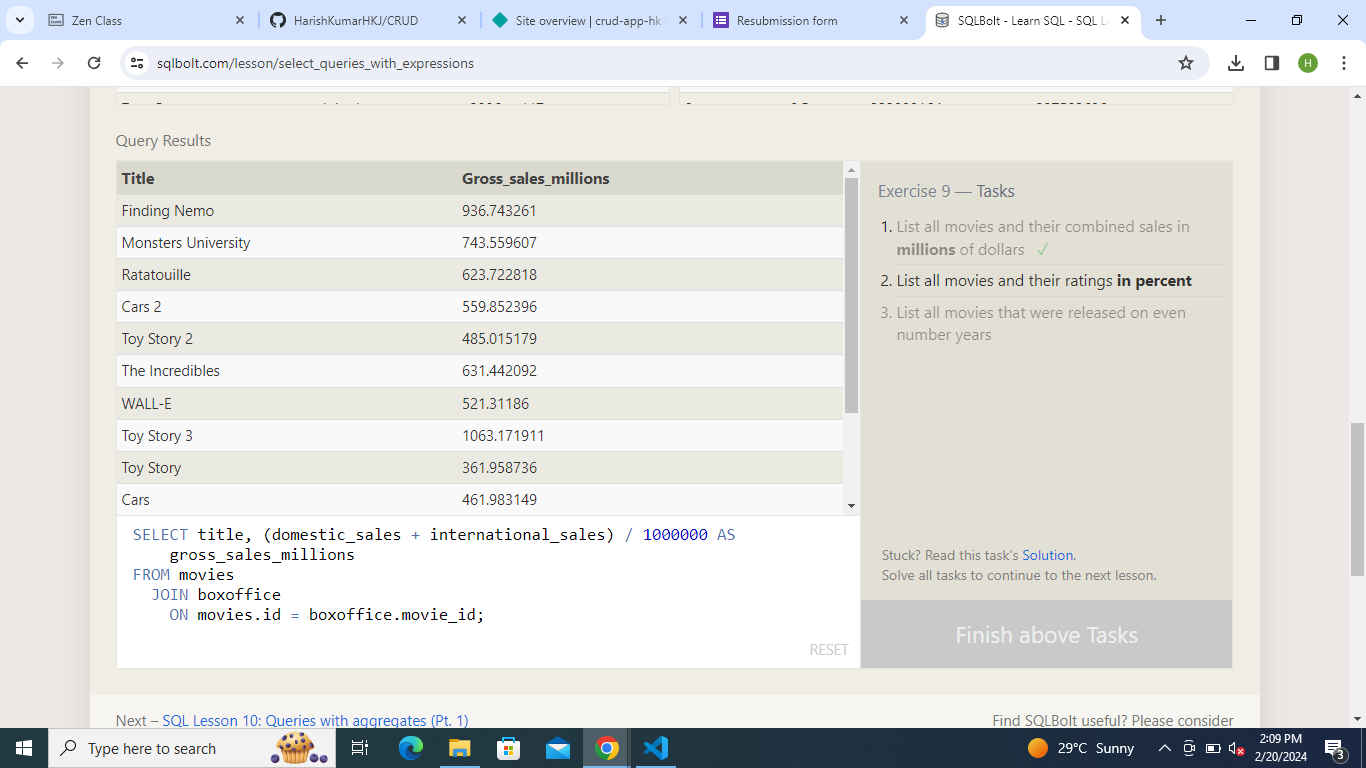 Zen Class
HarishKumarHKJ/CRUD
Site overview | crud-app-hk
Resubmission form
SQLBolt - Learn SQL - SQL Le
sqlbolt.com/lesson/select_queries_with_expressions
H
Query Results
Title Gross_sales_millions
Finding Nemo 936.743261
Monsters University 743.559607
Ratatouille 623.722818
Cars 2 559.852396
Toy Story 2 485.015179
The Incredibles 631.442092
WALL-E 521.31186
Toy Story 3 1063.171911
Toy Story 361.958736
Cars 461.983149
Exercise 9 — Tasks
1. List all movies and their combined sales in
millions of dollars ✓
2. List all movies and their ratings in percent
3. List all movies that were released on even
number years
Stuck? Read this task's Solution.
Solve all tasks to continue to the next lesson.
Finish above Tasks
SELECT title, (domestic_sales + international_sales) / 1000000 AS
gross_sales_millions
FROM movies
JOIN boxoffice
ON movies.id = boxoffice.movie_id;
RESET
Next – SQL Lesson 10: Queries with aggregates (Pt. 1)
Find SQLBolt useful? Please consider
Type here to search
29°C Sunny
2:09 PM
2/20/2024
3